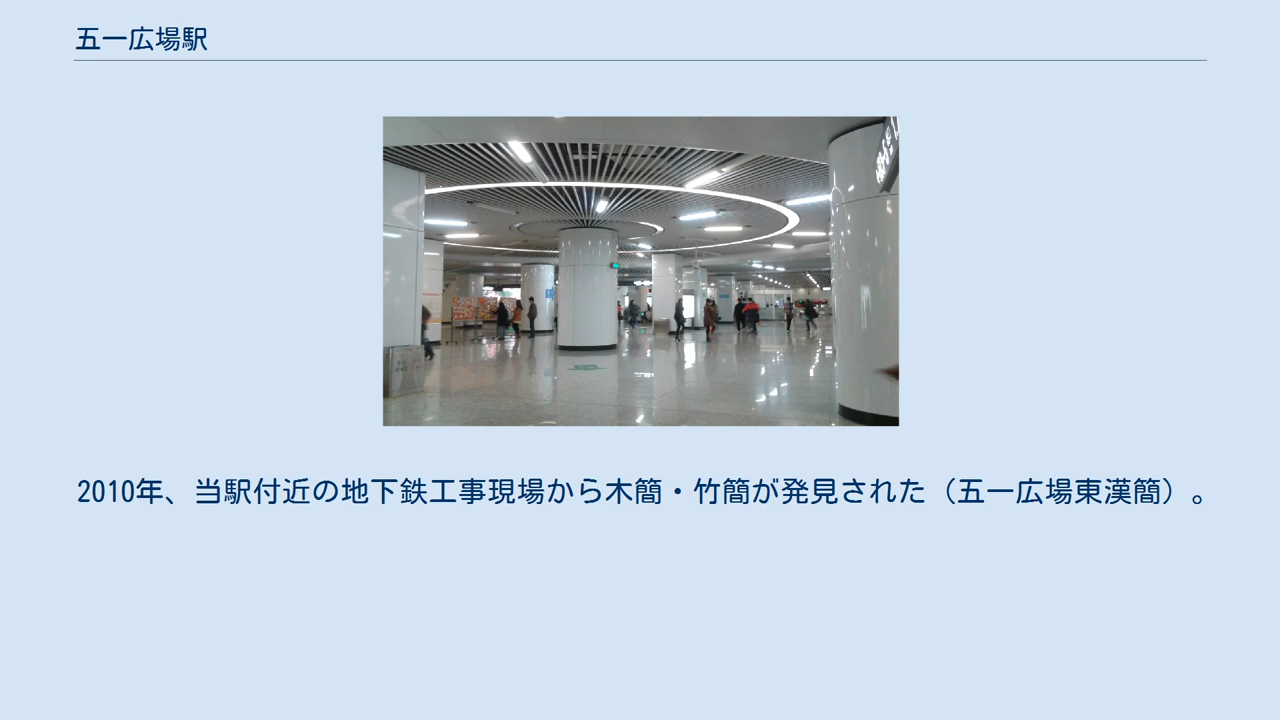 五一広場駅
2010年、当駅付近の地下鉄工事現場から木簡・竹簡が発見された（五一広場東漢簡）。